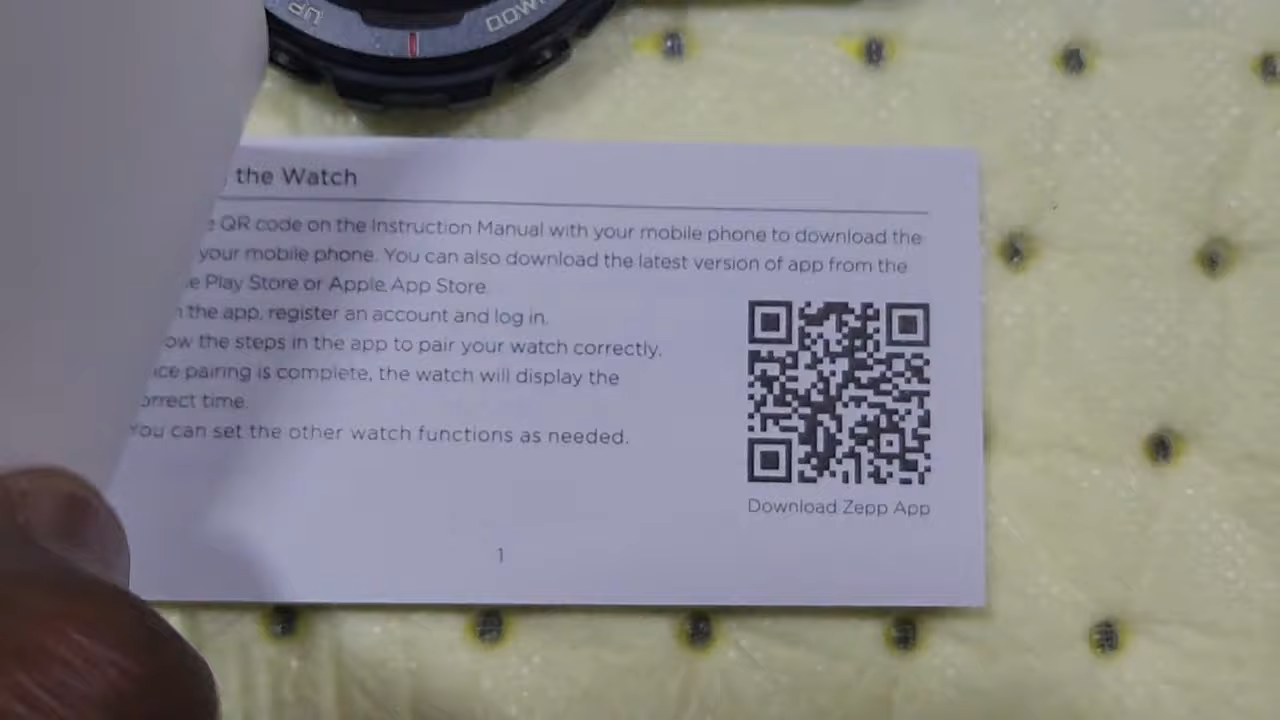 UP
DOWN
the Watch
QR code on the Instruction Manual with your mobile phone to download the
your mobile phone. You can also download the latest version of app from the
Play Store or Apple App Store.
the app, register an account and log in.
ow the steps in the app to pair your watch correctly.
ce pairing is complete, the watch will display the
orrect time.
You can set the other watch functions as needed.
Download Zepp App
1